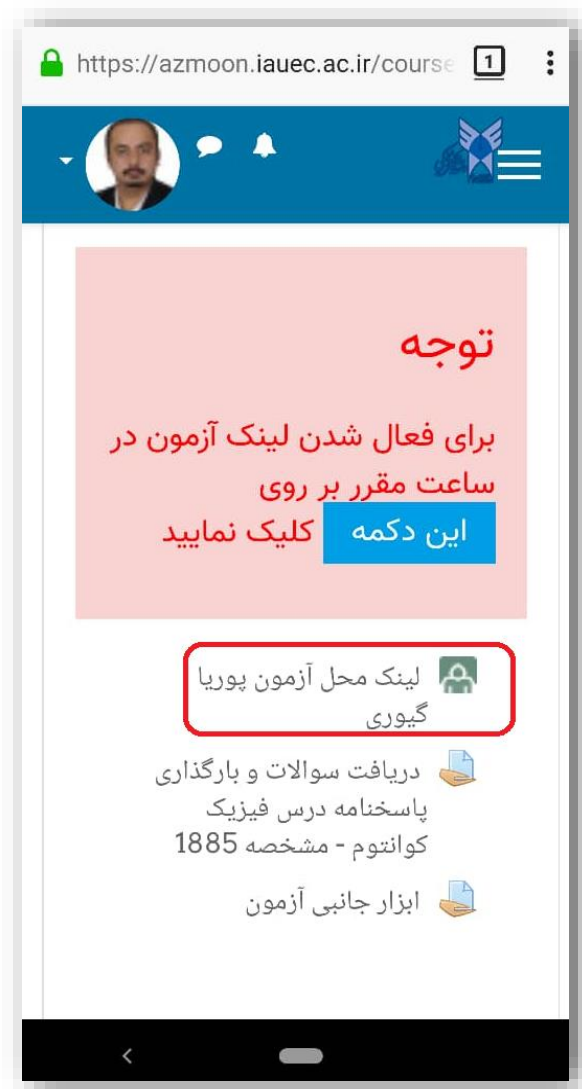 https://azmoon.iauec.ac.ir/course
1
توجه
برای فعال شدن لینک آزمون در
ساعت مقرر بر روی
این دکمه کلیک نمایید
لینک محل آزمون پوریا
گیوری
دریافت سوالات و بارگذاری
پاسخنامه درس فیزیک
کوانتوم - مشخصه 1885
ابزار جانبی آزمون